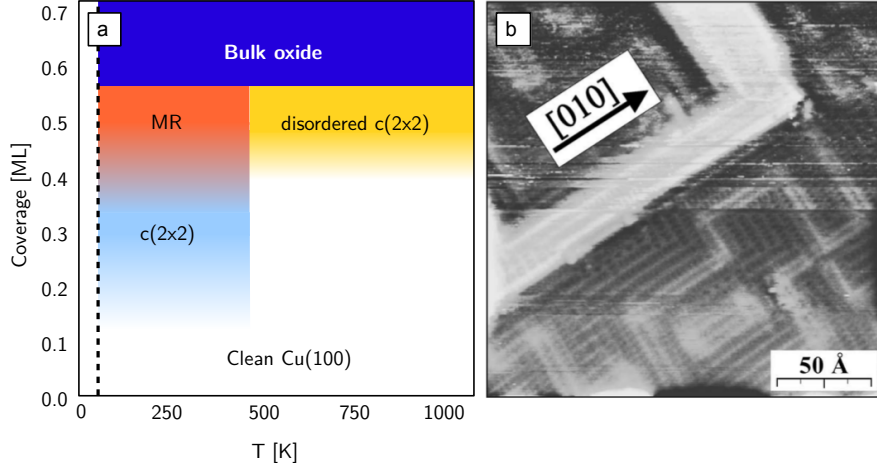 a
0.7
0.6
0.5
0.4
0.3
0.2
0.1
0.0
Coverage [ML]
Bulk oxide
MR
disordered c(2x2)
c(2x2)
Clean Cu(100)
0
250
500
750
1000
T [K]
b
[010]
50 Å